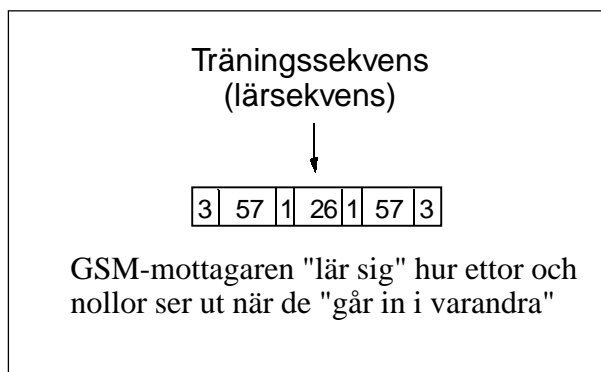 Träningssekvens
(lärsekvens)
3 57 1 26 1 57 3
GSM-mottagaren "lär sig" hur ettor och
nollor ser ut när de "går in i varandra"